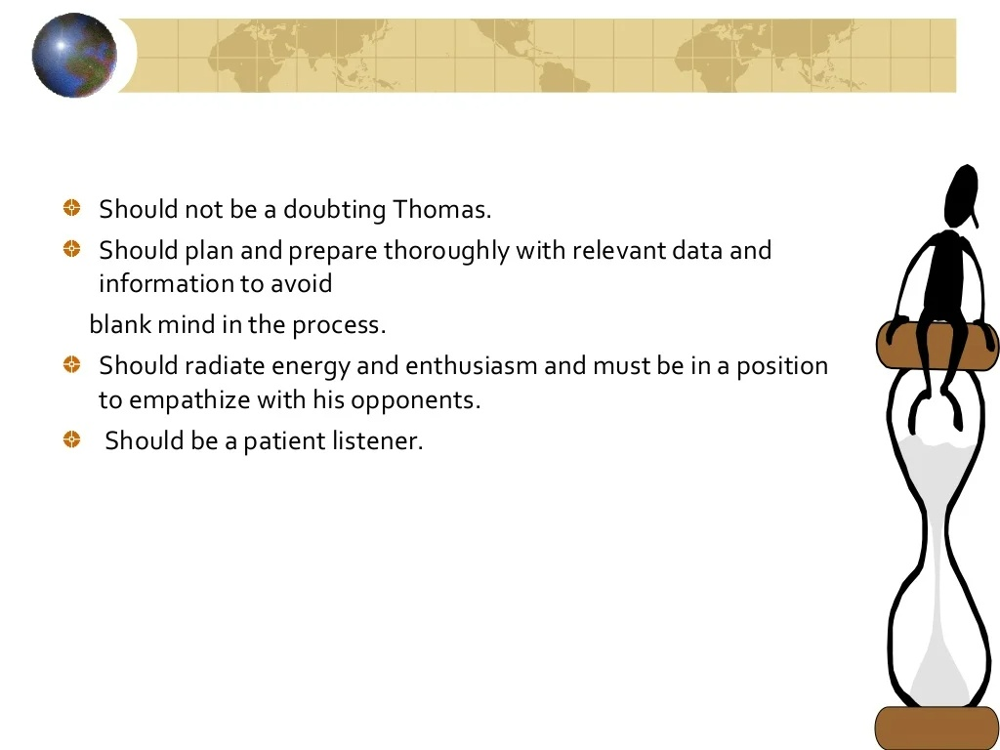 Should not be a doubting Thomas.
Should plan and prepare thoroughly with relevant data and
information to avoid
blank mind in the process.
Should radiate energy and enthusiasm and must be in a position
to empathize with his opponents.
Should be a patient listener.